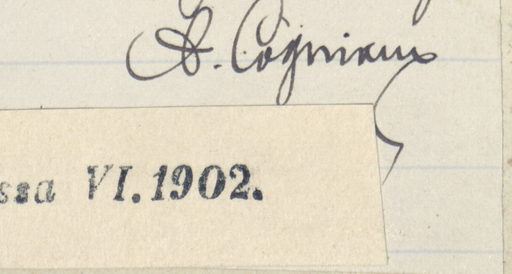 A. Cogniaux
ssa VI.1902.